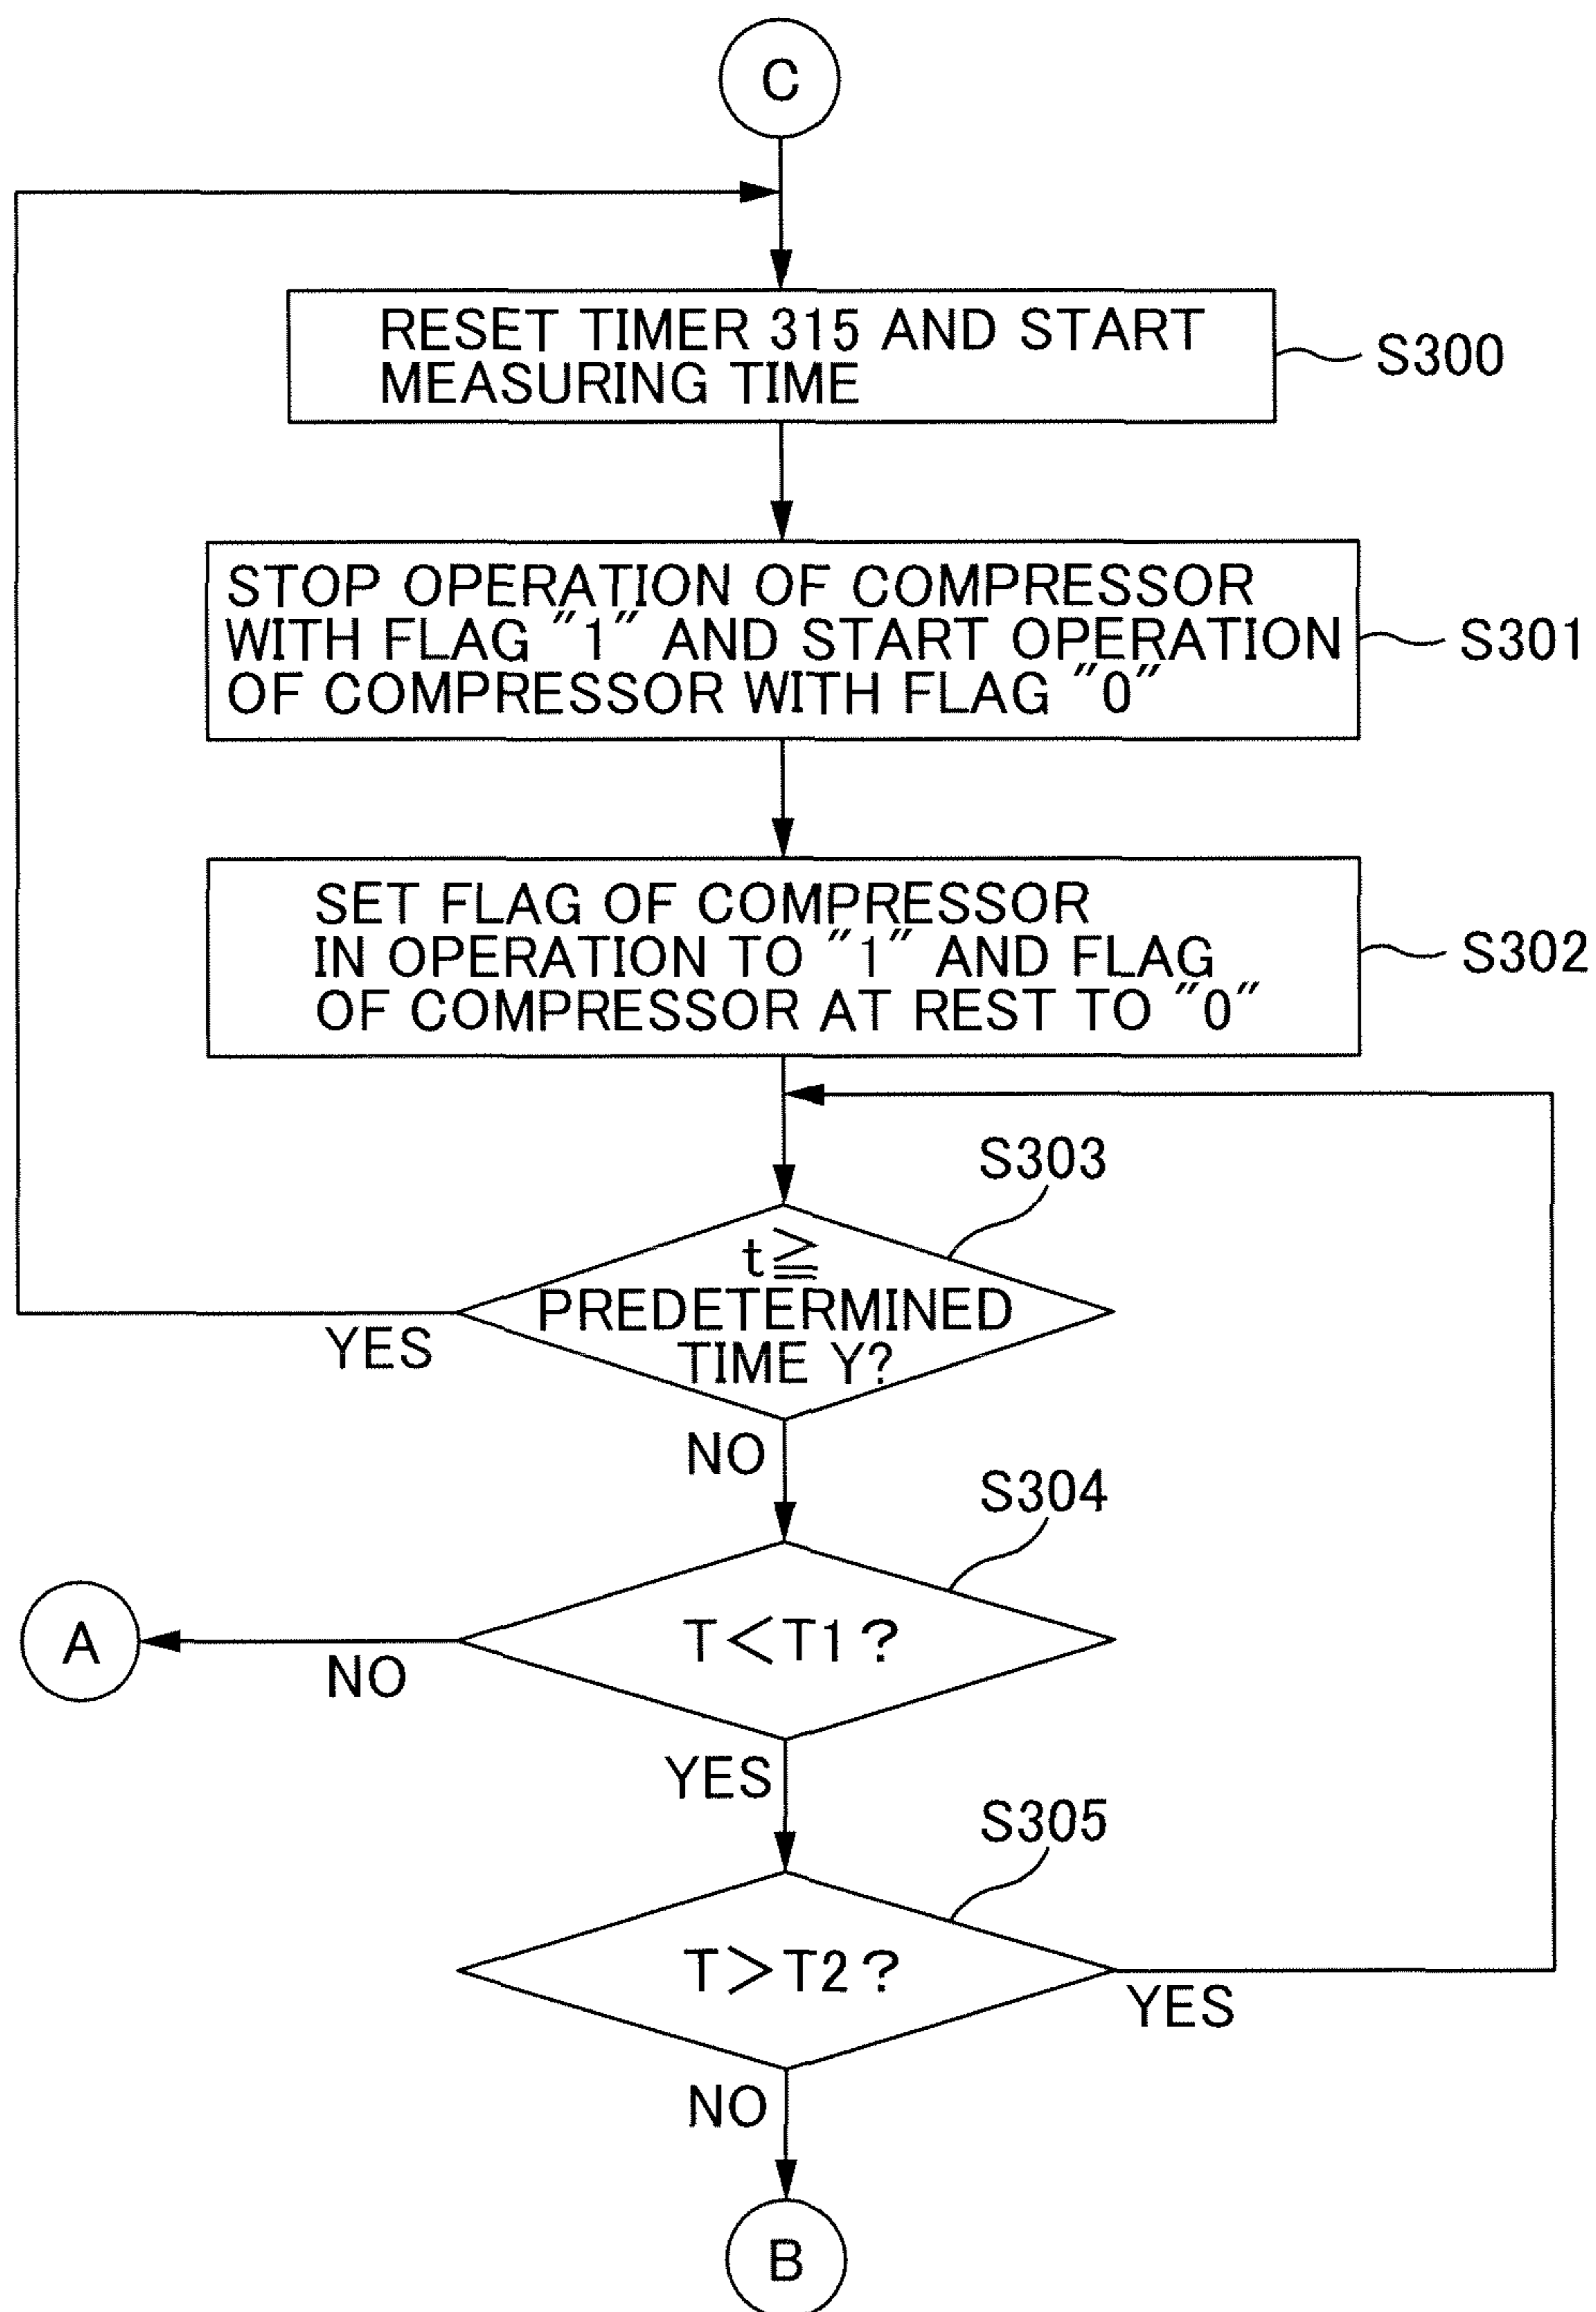 C
RESET TIMER 315 AND START
MEASURING TIME
S300
STOP OPERATION OF COMPRESSOR
WITH FLAG "1" AND START OPERATION
OF COMPRESSOR WITH FLAG "0"
S301
SET FLAG OF COMPRESSOR
IN OPERATION TO "1" AND FLAG
OF COMPRESSOR AT REST TO "0"
S302
S303
t≧
PREDETERMINED
TIME Y?
YES
NO
S304
T<T1?
A
NO
YES
S305
T>T2?
YES
NO
B